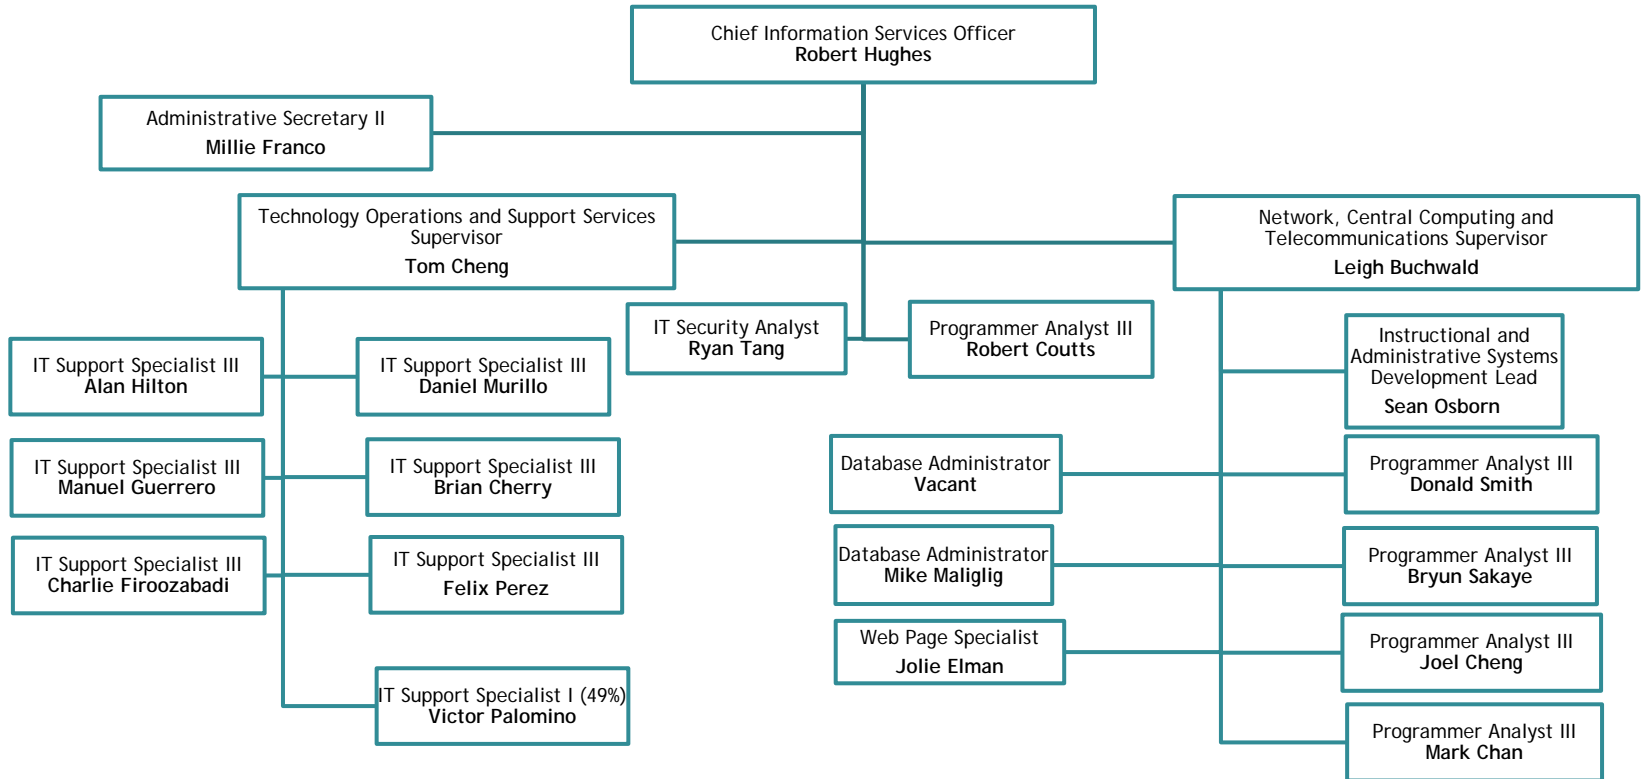 Chief Information Services Officer
Robert Hughes
Administrative Secretary II
Millie Franco
Technology Operations and Support Services
Supervisor
Tom Cheng
Network, Central Computing and
Telecommunications Supervisor
Leigh Buchwald
IT Security Analyst
Ryan Tang
Programmer Analyst III
Robert Coutts
IT Support Specialist III
Alan Hilton
IT Support Specialist III
Daniel Murillo
IT Support Specialist III
Manuel Guerrero
IT Support Specialist III
Brian Cherry
IT Support Specialist III
Charlie Firoozabadi
IT Support Specialist III
Felix Perez
IT Support Specialist I (49%)
Victor Palomino
Instructional and
Administrative Systems
Development Lead
Sean Osborn
Database Administrator
Vacant
Programmer Analyst III
Donald Smith
Database Administrator
Mike Maliglig
Programmer Analyst III
Bryun Sakaye
Web Page Specialist
Jolie Elman
Programmer Analyst III
Joel Cheng
Programmer Analyst III
Mark Chan